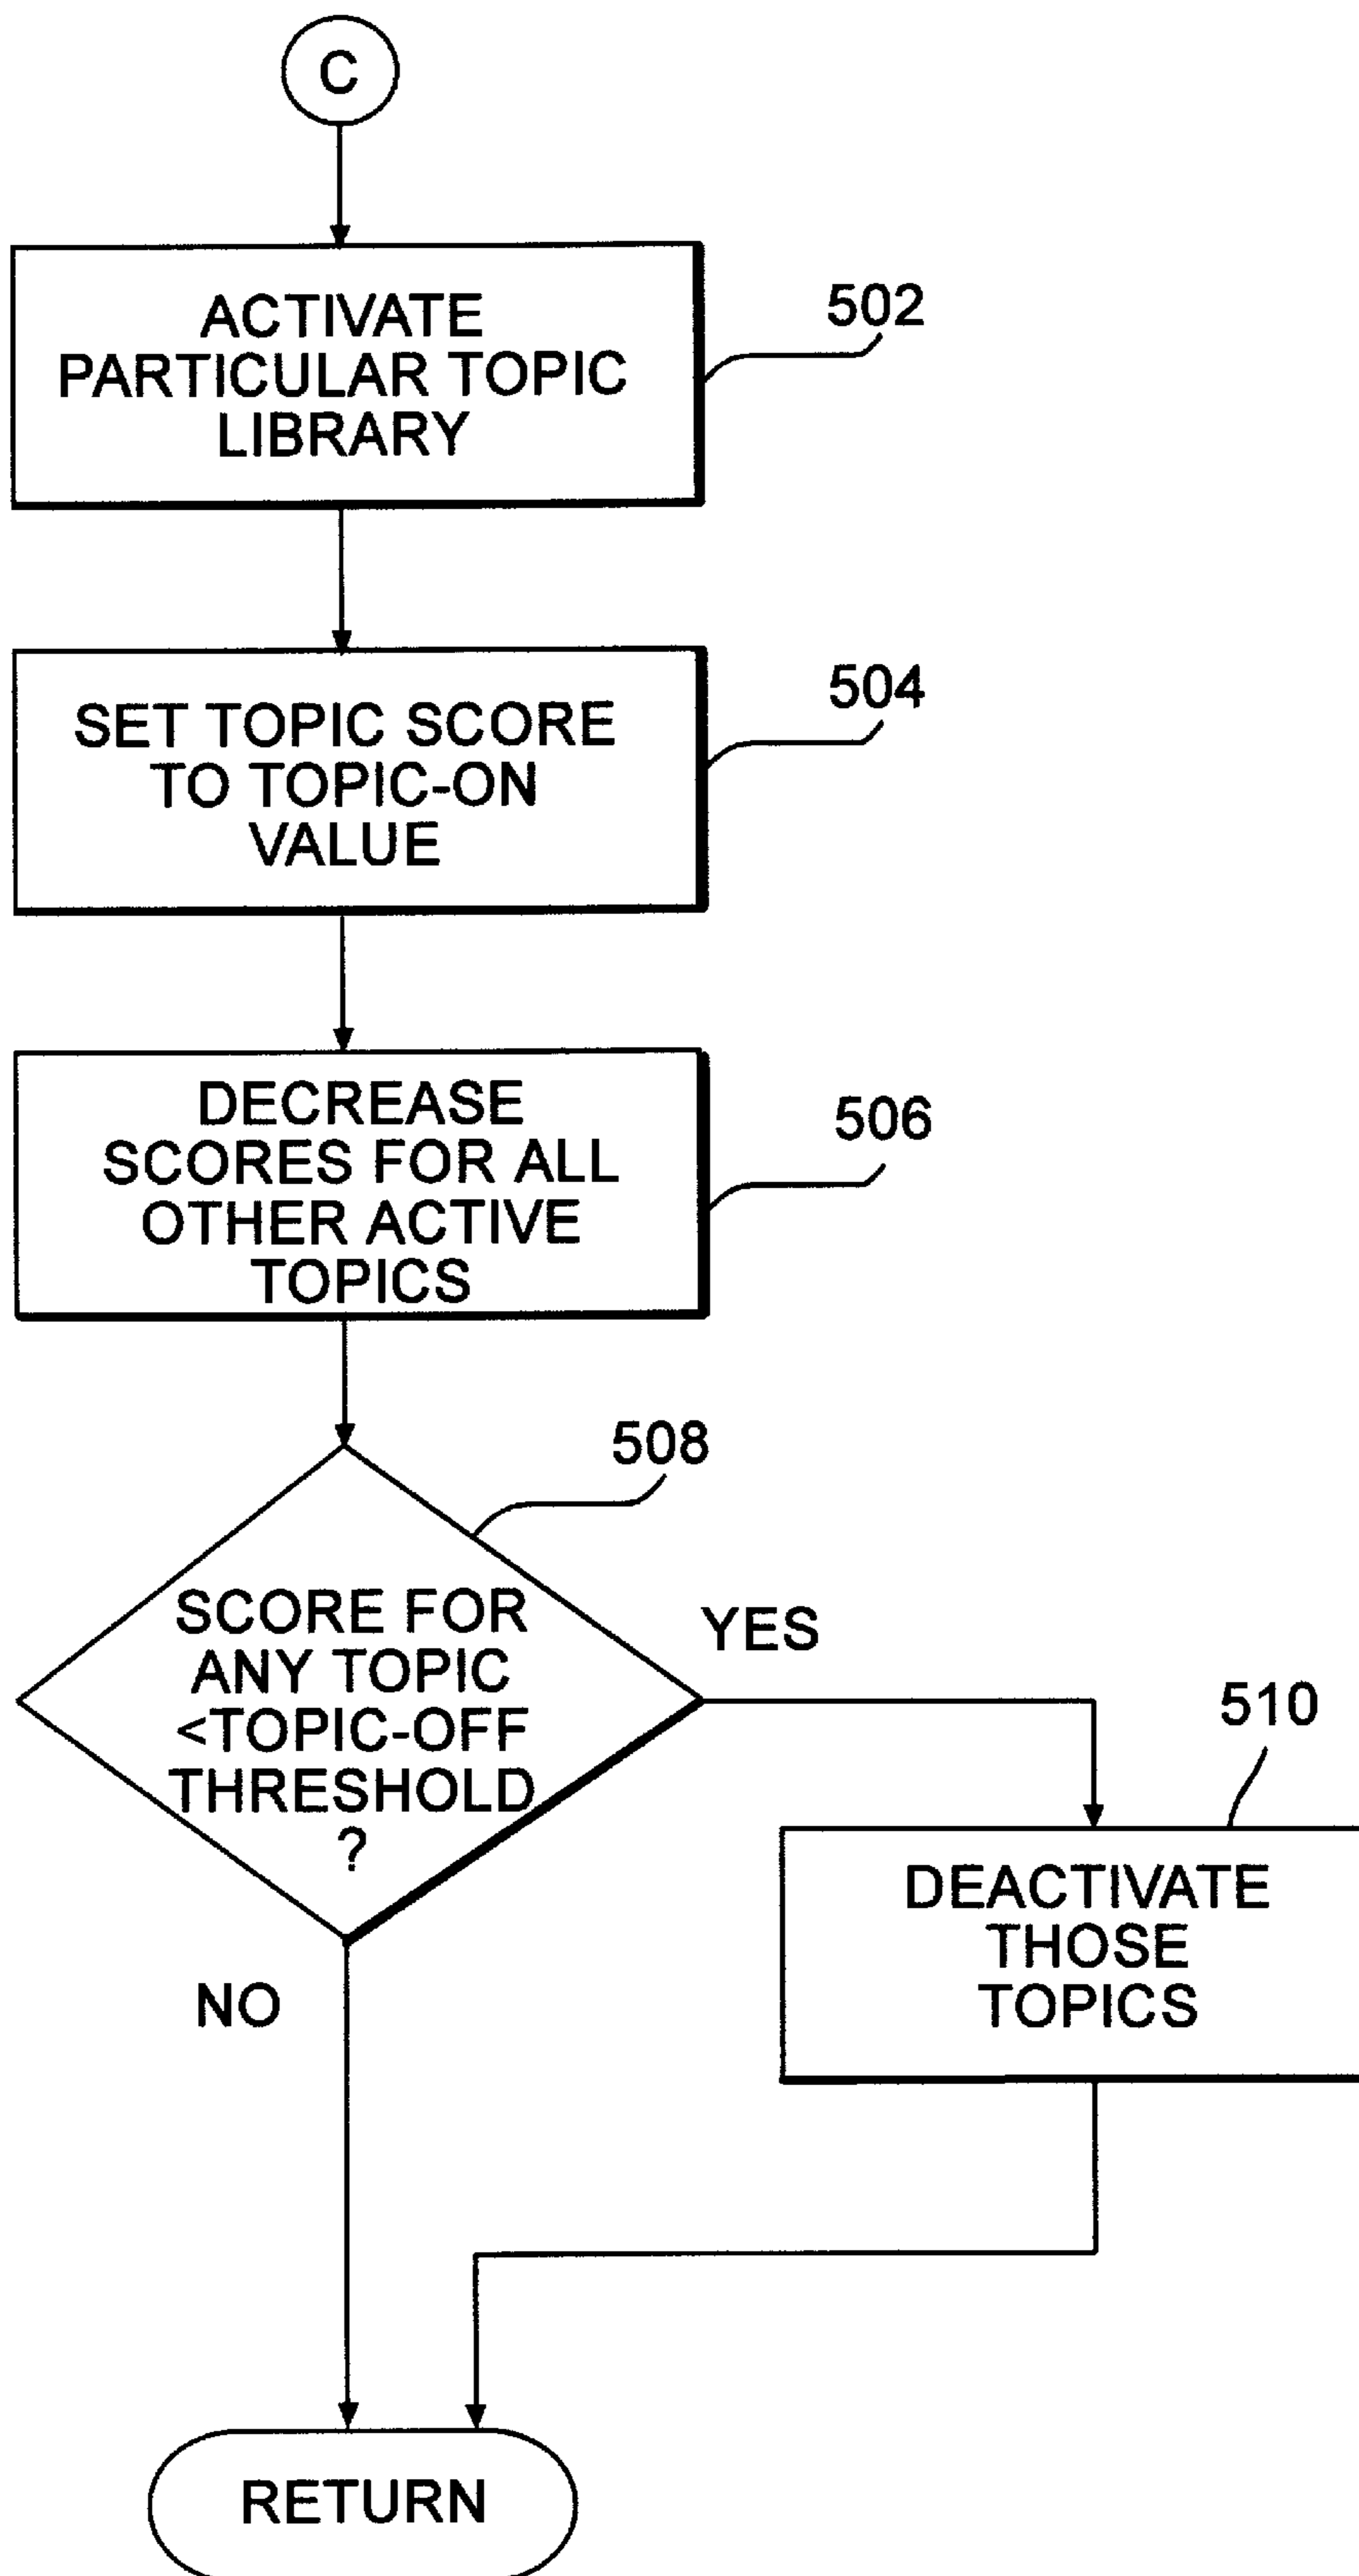 C
ACTIVATE
PARTICULAR TOPIC
LIBRARY
502
SET TOPIC SCORE
TO TOPIC-ON
VALUE
504
DECREASE
SCORES FOR ALL
OTHER ACTIVE
TOPICS
506
508
SCORE FOR
ANY TOPIC
<TOPIC-OFF
THRESHOLD
?
YES
510
DEACTIVATE
THOSE
TOPICS
NO
RETURN